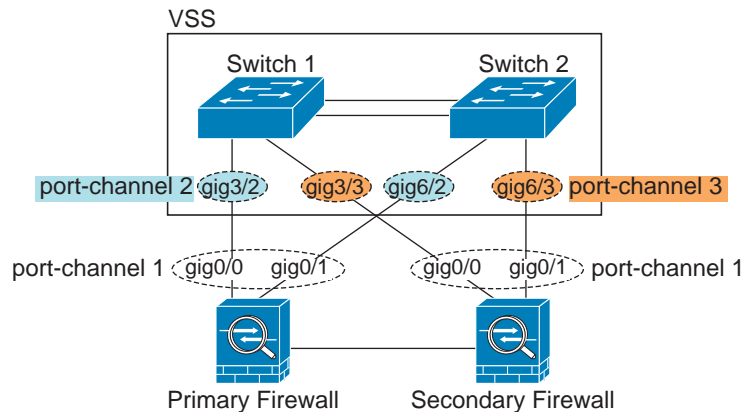 VSS
Switch 1
Switch 2
port-channel 2
gig3/2
gig3/3
gig6/2
gig6/3
port-channel 3
port-channel 1
gig0/0
gig0/1
gig0/0
gig0/1
port-channel 1
Primary Firewall
Secondary Firewall